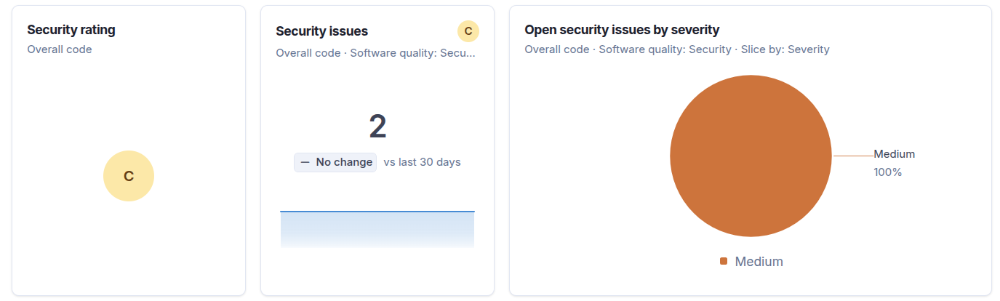 Security rating
Overall code
C
Security issues
C
Overall code · Software quality: Secu...
2
— No change vs last 30 days
Open security issues by severity
Overall code · Software quality: Security · Slice by: Severity
Medium
100%
Medium